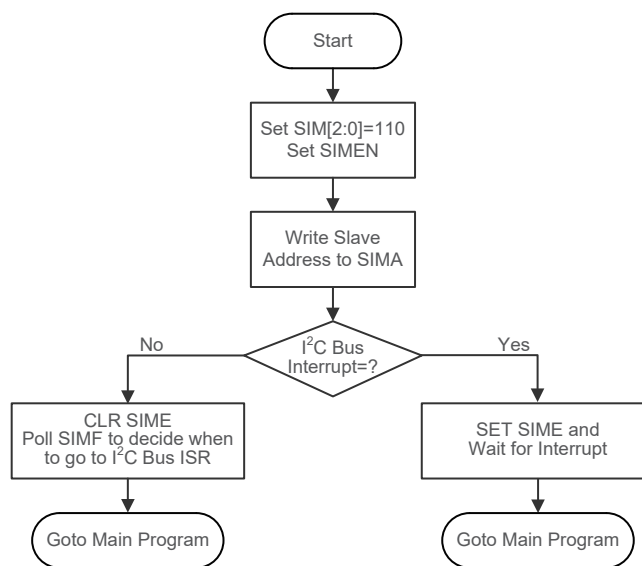 Start
Set SIM[2:0]=110
Set SIMEN
Write Slave
Address to SIMA
I²C Bus
Interrupt=?
No
Yes
CLR SIME
Poll SIMF to decide when
to go to I²C Bus ISR
SET SIME and
Wait for Interrupt
Goto Main Program
Goto Main Program